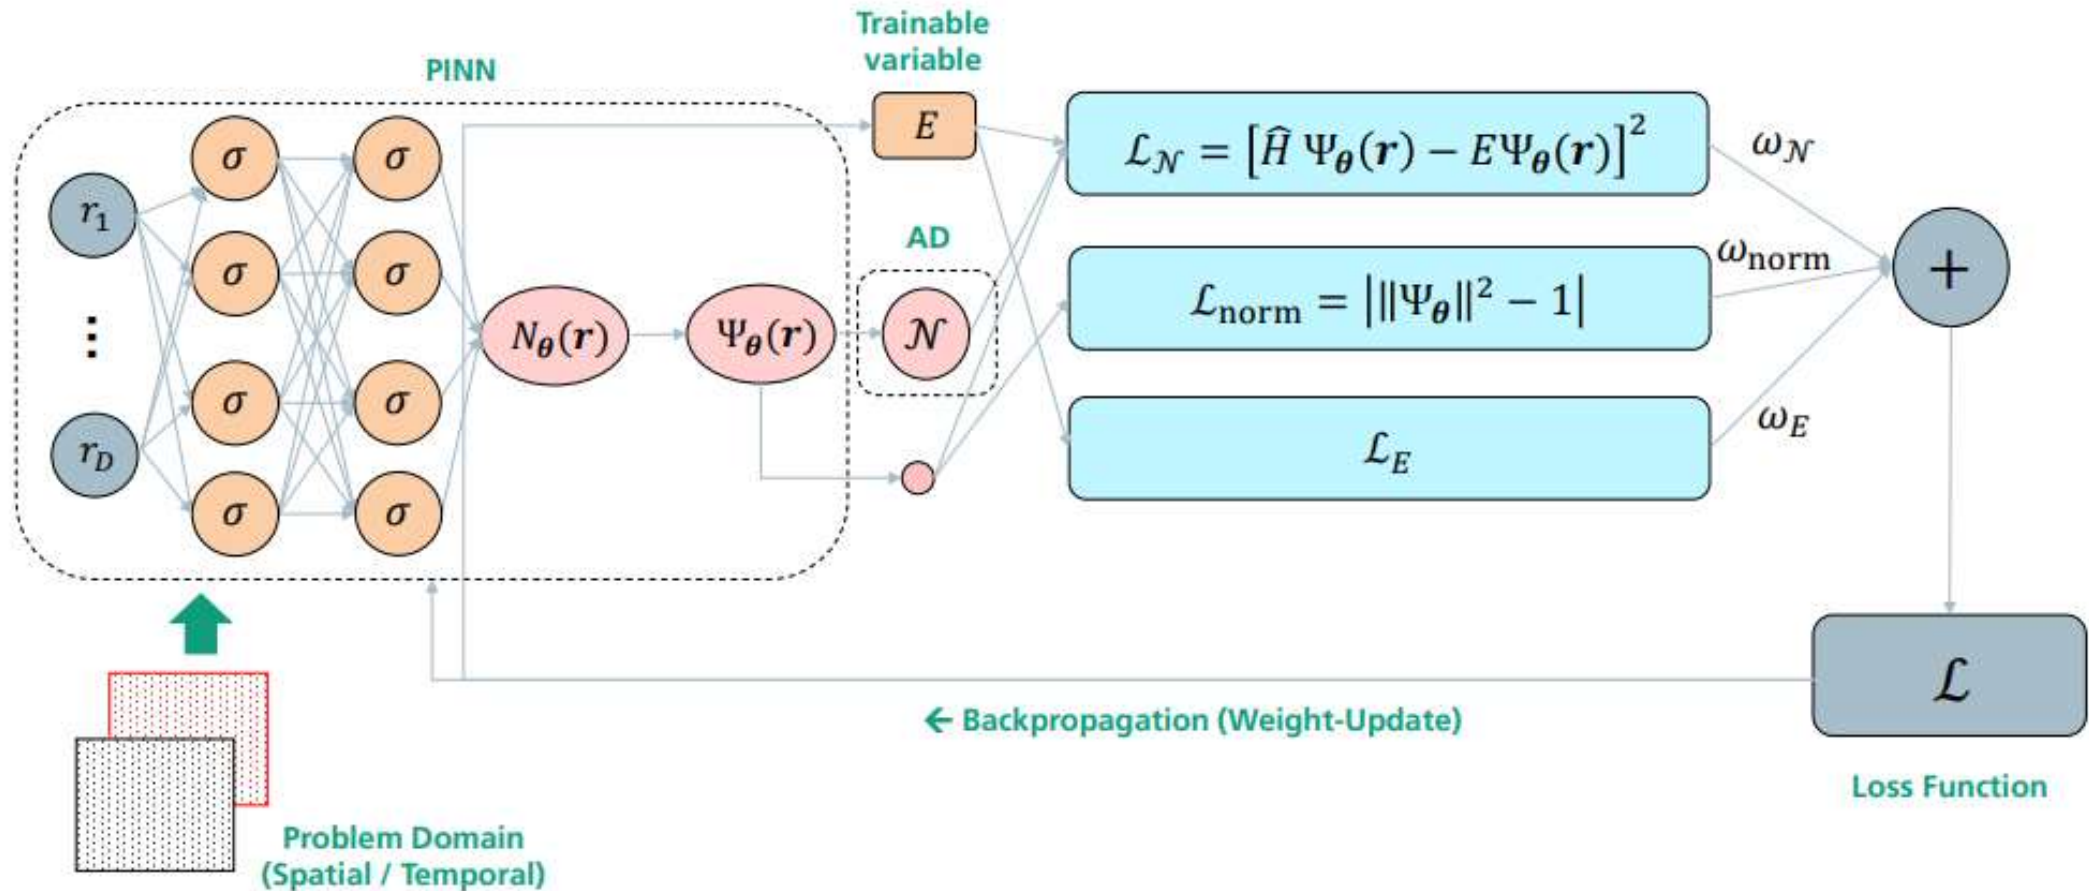 Trainable
variable
PINN
E
r₁
⋮
r_D
σ
σ
σ
σ
σ
σ
σ
σ
N_θ(r)
Ψ_θ(r)
AD
𝒩
ℒ_𝒩 = [Ĥ Ψ_θ(r) − EΨ_θ(r)]²
ω_𝒩
ℒ_norm = |‖Ψ_θ‖² − 1|
ω_norm
ℒ_E
ω_E
+
ℒ
← Backpropagation (Weight-Update)
Loss Function
Problem Domain
(Spatial / Temporal)